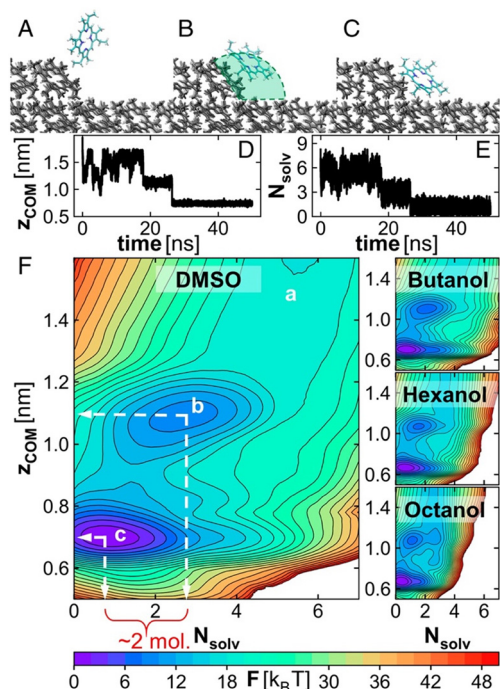 A
B
C
D
E
z_COM [nm]
1.5
1.0
0.5
0
20
40
time [ns]
N_solv
9
6
3
0
0
20
40
time [ns]
F
DMSO
a
b
c
z_COM [nm]
1.4
1.2
1.0
0.8
0.6
0
2
4
6
N_solv
~2 mol.
Butanol
1.4
1.0
0.6
Hexanol
1.4
1.0
0.6
Octanol
1.4
1.0
0.6
0 2 4 6
N_solv
0 6 12 18 F [k_BT] 30 36 42 48